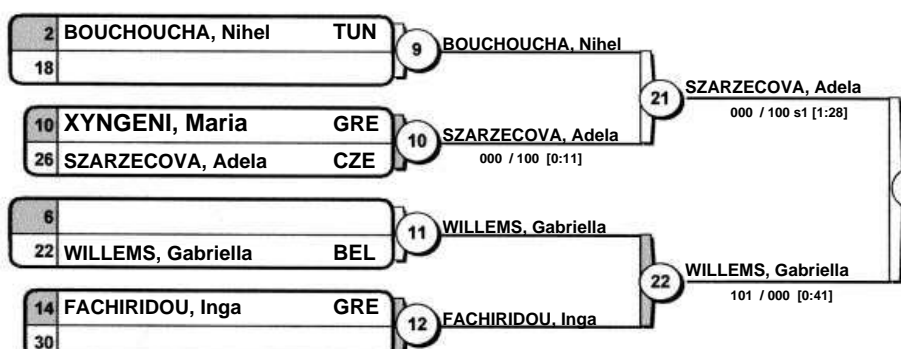 2 BOUCHOUCHA, Nihel TUN
18
9 BOUCHOUCHA, Nihel
10 XYNGENI, Maria GRE
26 SZARZECOVA, Adela CZE
10 SZARZECOVA, Adela
000 / 100 [0:11]
21 SZARZECOVA, Adela
000 / 100 s1 [1:28]
6
22 WILLEMS, Gabriella BEL
11 WILLEMS, Gabriella
14 FACHIRIDOU, Inga GRE
30
12 FACHIRIDOU, Inga
22 WILLEMS, Gabriella
101 / 000 [0:41]